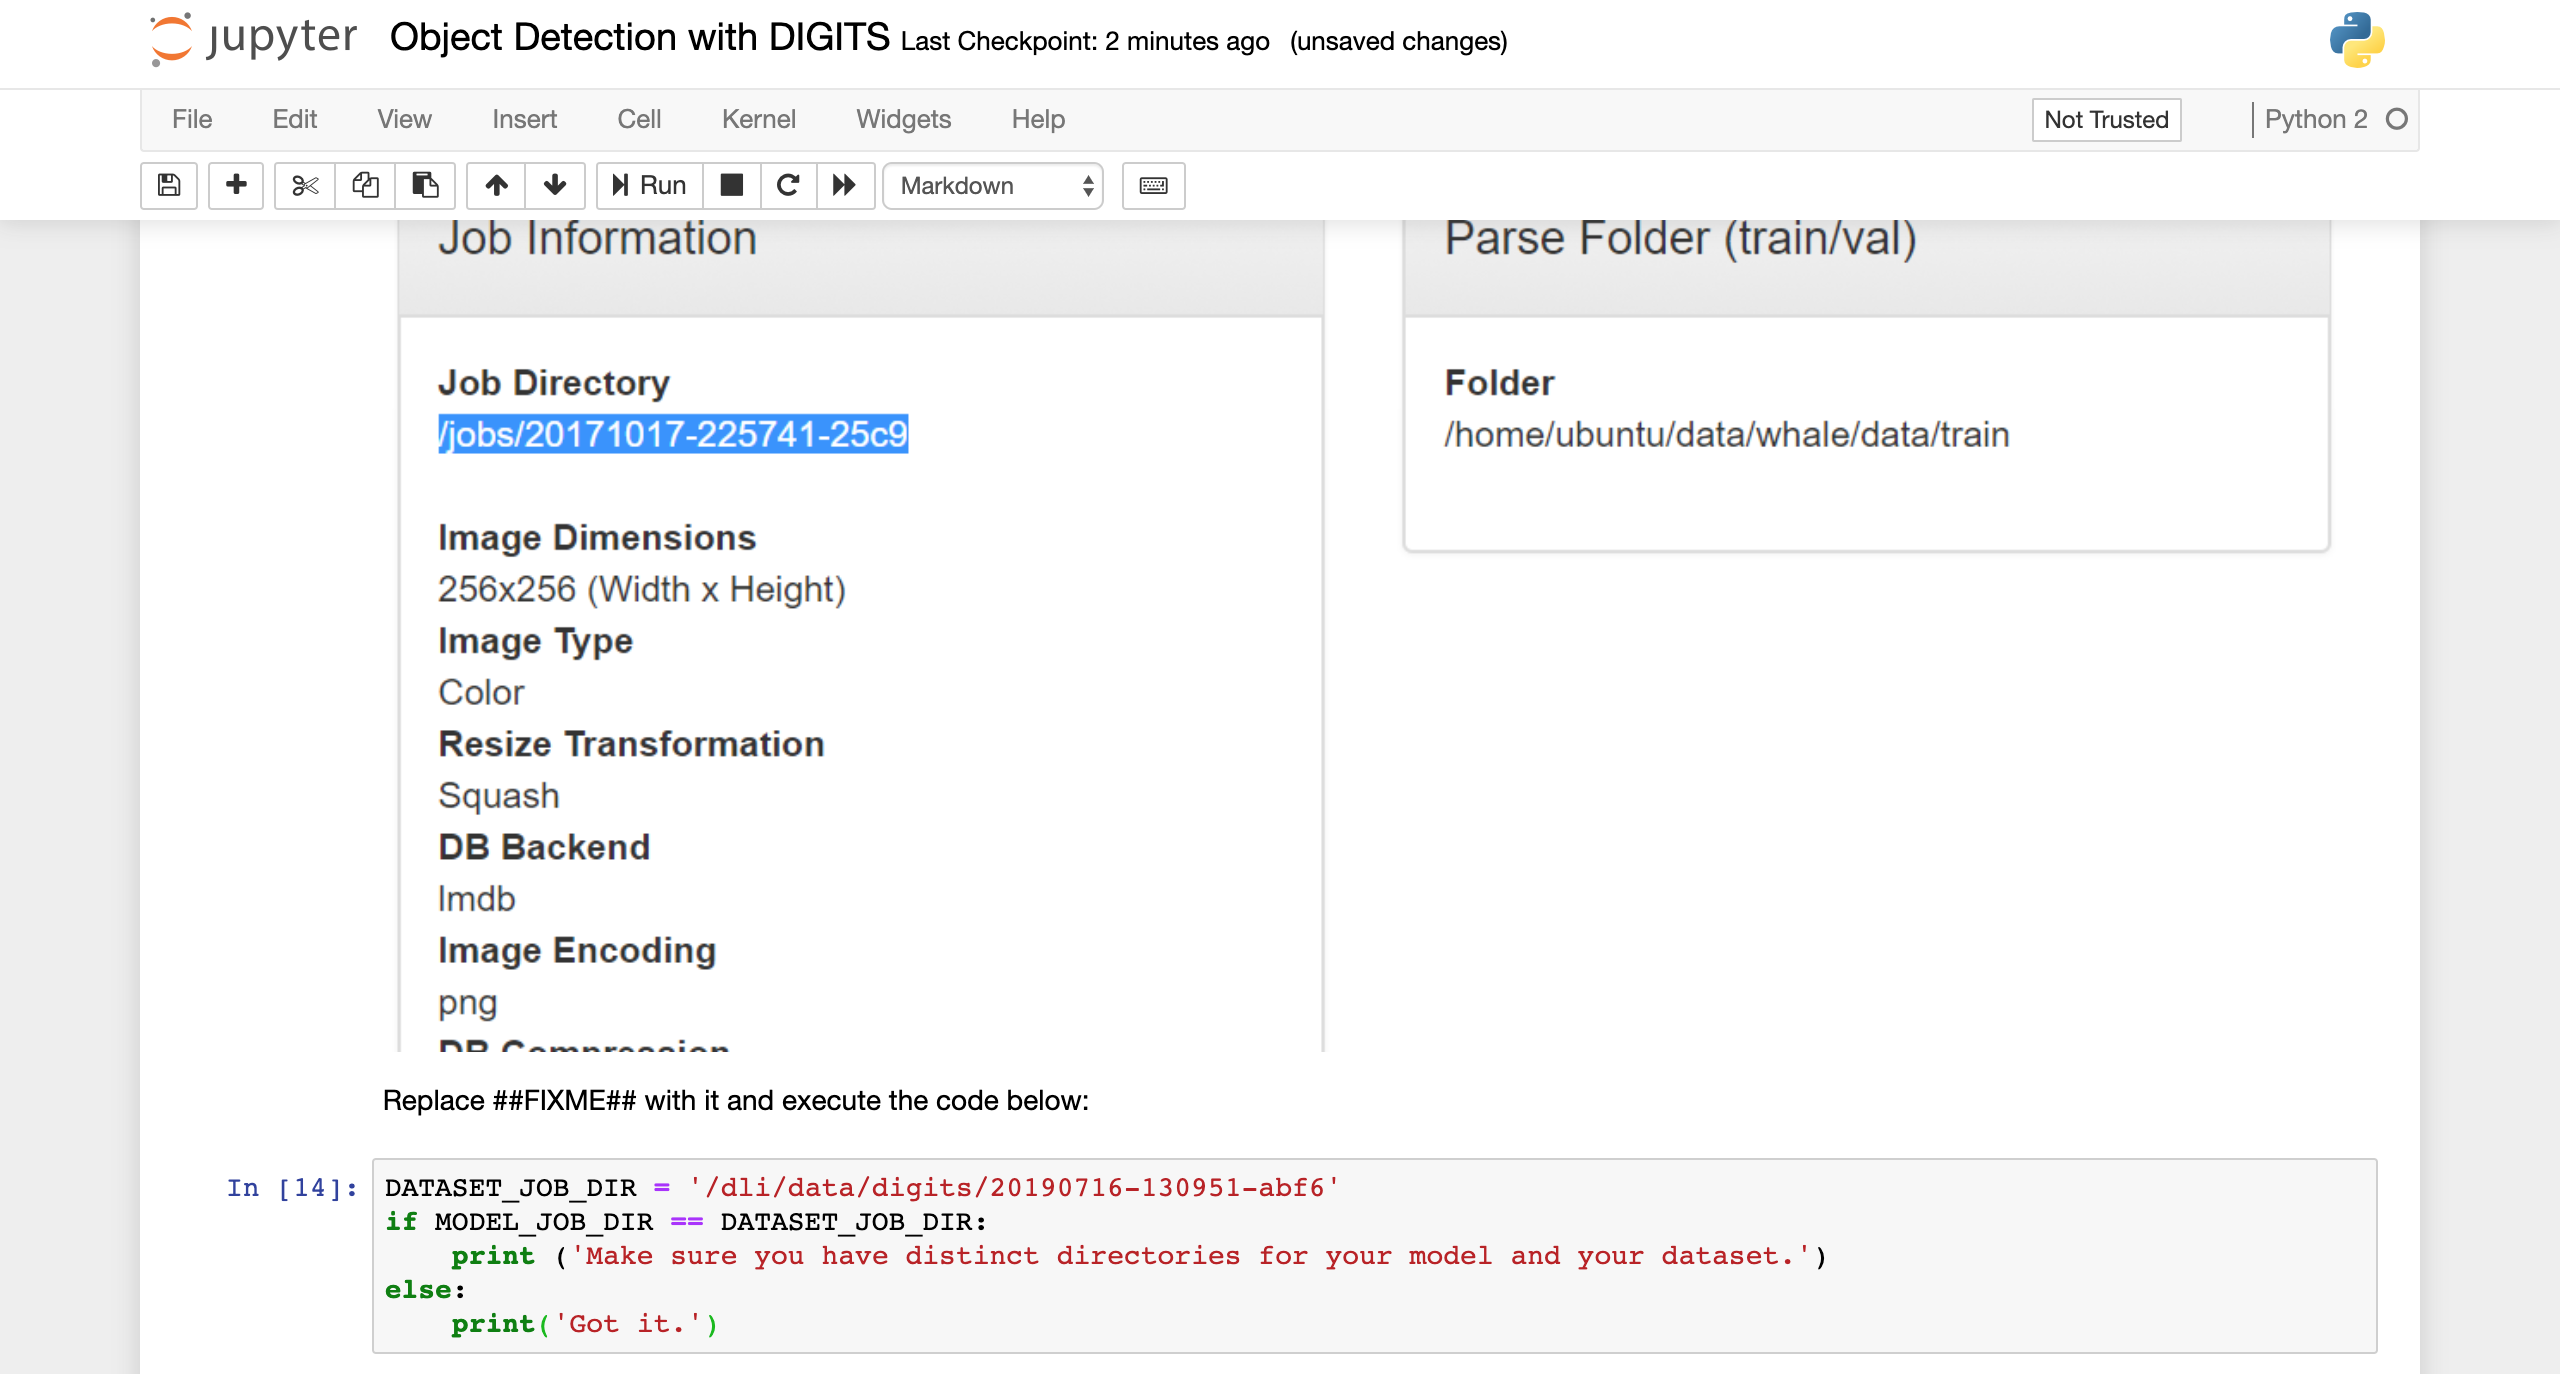 jupyter Object Detection with DIGITS Last Checkpoint: 2 minutes ago (unsaved changes)
File Edit View Insert Cell Kernel Widgets Help Not Trusted Python 2
Run Markdown
Job Information
Parse Folder (train/val)
Job Directory
/jobs/20171017-225741-25c9
Folder
/home/ubuntu/data/whale/data/train
Image Dimensions
256x256 (Width x Height)
Image Type
Color
Resize Transformation
Squash
DB Backend
lmdb
Image Encoding
png
DB Compression
Replace ##FIXME## with it and execute the code below:
In [14]: DATASET_JOB_DIR = '/dli/data/digits/20190716-130951-abf6'
if MODEL_JOB_DIR == DATASET_JOB_DIR:
    print ('Make sure you have distinct directories for your model and your dataset.')
else:
    print('Got it.')